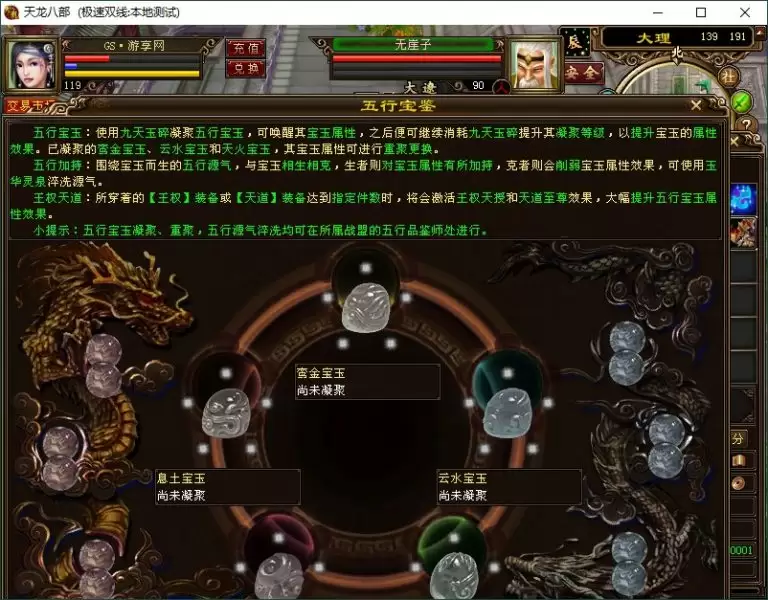 天龙八部 (极速双线:本地测试)
GS·游享网
充值
兑换
119
无崖子
大遼
90
辰
安全
大理 139 191
北
社
交易市场
五行宝鉴
五行宝玉：使用九天玉碎凝聚五行宝玉，可唤醒其宝玉属性，之后便可继续消耗九天玉碎提升其凝聚等级，以提升宝玉的属性
效果。已凝聚的銮金宝玉、云水宝玉和天火宝玉，其宝玉属性可进行重聚更换。
五行加持：围绕宝玉而生的五行源气，与宝玉相生相克，生者则对宝玉属性有所加持，克者则会削弱宝玉属性效果，可使用玉
华灵泉淬洗源气。
王权天道：所穿著的【王权】装备或【天道】装备达到指定件数时，将会激活王权天授和天道至尊效果，大幅提升五行宝玉属
性效果。
小提示：五行宝玉凝聚、重聚，五行源气淬洗均可在所属战盟的五行品鉴师处进行。
銮金宝玉
尚未凝聚
息土宝玉
尚未凝聚
云水宝玉
尚未凝聚
分
0001